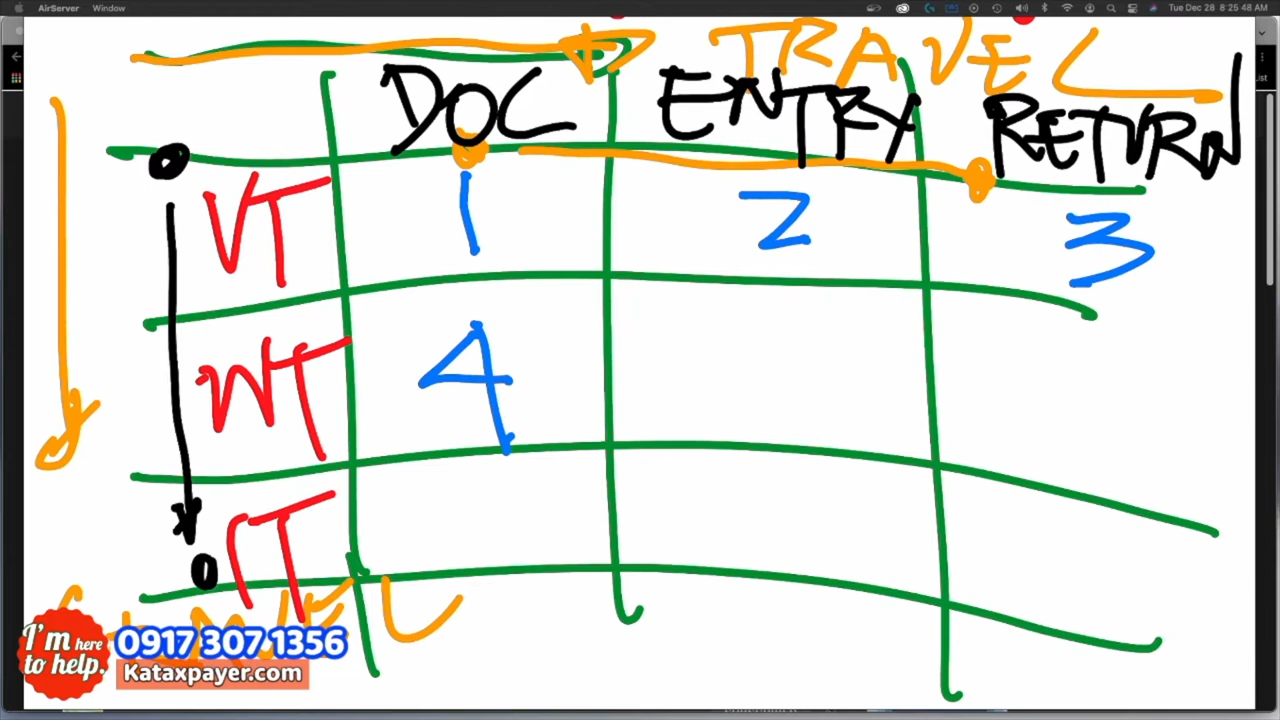 AirServer Window Tue Dec 28 8:25:48 AM
TRAVEL
List
DOC ENTRY RETURN
VT 1 2 3
WT 4
IT
I'm here to help.
0917 307 1356
Kataxpayer.com